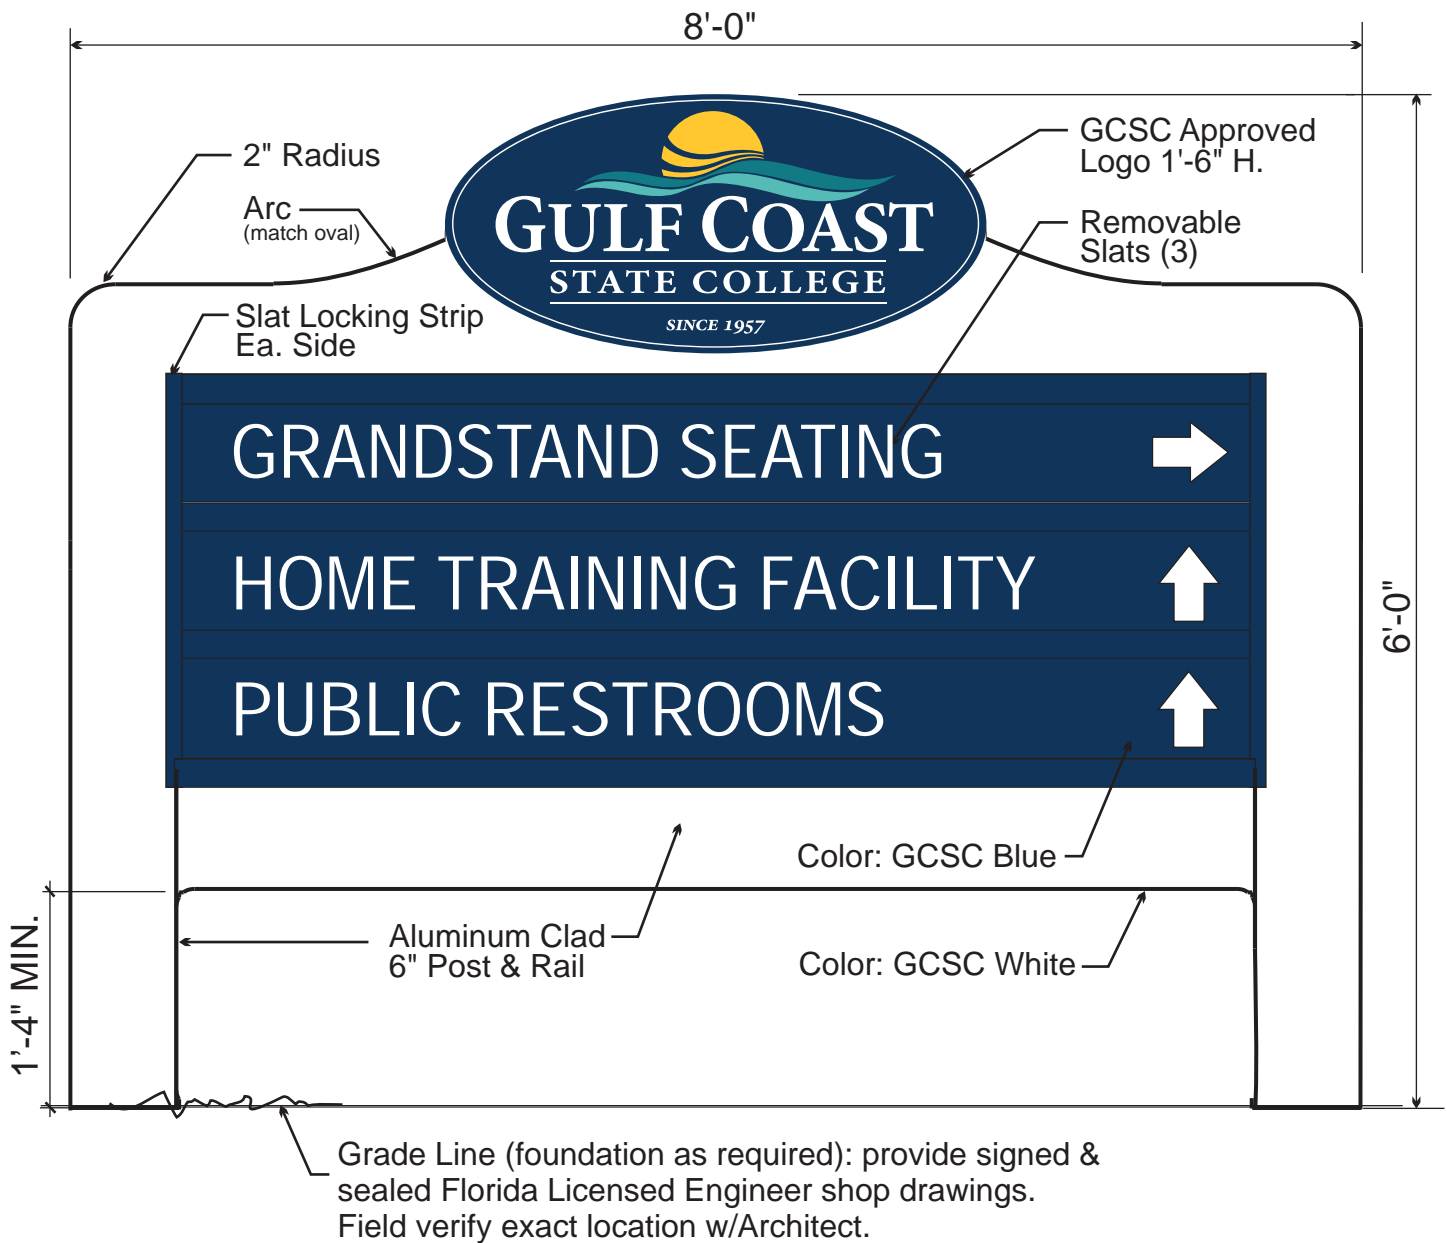 8'-0"
2" Radius
Arc
(match oval)
GCSC Approved
Logo 1'-6" H.
Removable
Slats (3)
GULF COAST
STATE COLLEGE
SINCE 1957
Slat Locking Strip
Ea. Side
GRANDSTAND SEATING
HOME TRAINING FACILITY
PUBLIC RESTROOMS
6'-0"
Color: GCSC Blue
1'-4" MIN.
Aluminum Clad
6" Post & Rail
Color: GCSC White
Grade Line (foundation as required): provide signed &
sealed Florida Licensed Engineer shop drawings.
Field verify exact location w/Architect.